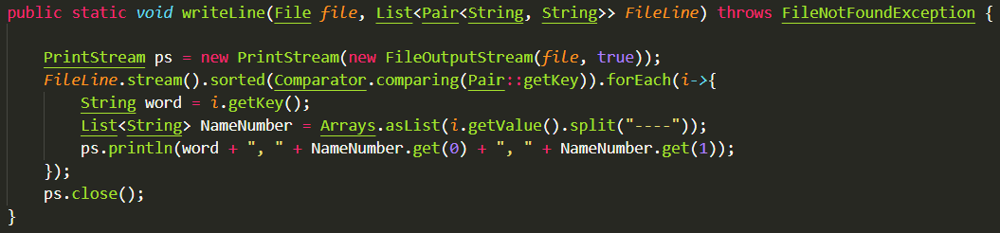 public static void writeLine(File file, List<Pair<String, String>> FileLine) throws FileNotFoundException {
PrintStream ps = new PrintStream(new FileOutputStream(file, true));
FileLine.stream().sorted(Comparator.comparing(Pair::getKey)).forEach(i->{
String word = i.getKey();
List<String> NameNumber = Arrays.asList(i.getValue().split("----"));
ps.println(word + ", " + NameNumber.get(0) + ", " + NameNumber.get(1));
});
ps.close();
}